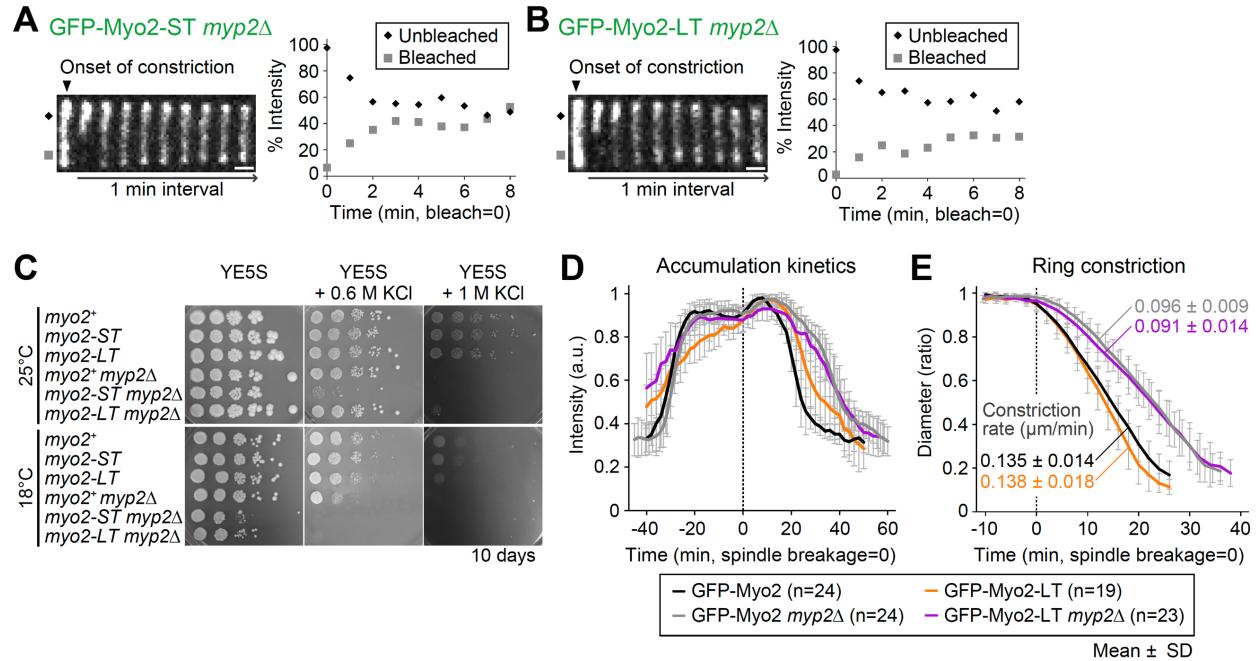 A
GFP-Myo2-ST myp2Δ
Onset of constriction
1 min interval
Unbleached
Bleached
% Intensity
100
80
60
40
20
0
0 2 4 6 8
Time (min, bleach=0)
B
GFP-Myo2-LT myp2Δ
Onset of constriction
1 min interval
Unbleached
Bleached
% Intensity
100
80
60
40
20
0
0 2 4 6 8
Time (min, bleach=0)
C
YE5S
YE5S
+ 0.6 M KCl
YE5S
+ 1 M KCl
25°C
myo2+
myo2-ST
myo2-LT
myo2+ myp2Δ
myo2-ST myp2Δ
myo2-LT myp2Δ
18°C
myo2+
myo2-ST
myo2-LT
myo2+ myp2Δ
myo2-ST myp2Δ
myo2-LT myp2Δ
10 days
D
Accumulation kinetics
Intensity (a.u.)
1.0
0.8
0.6
0.4
0.2
0
-40 -20 0 20 40 60
Time (min, spindle breakage=0)
E
Ring constriction
Diameter (ratio)
1.0
0.8
0.6
0.4
0.2
0
0.096 ± 0.009
0.091 ± 0.014
Constriction
rate (μm/min)
0.135 ± 0.014
0.138 ± 0.018
-10 0 10 20 30 40
Time (min, spindle breakage=0)
GFP-Myo2 (n=24)
GFP-Myo2-LT (n=19)
GFP-Myo2 myp2Δ (n=24)
GFP-Myo2-LT myp2Δ (n=23)
Mean ± SD